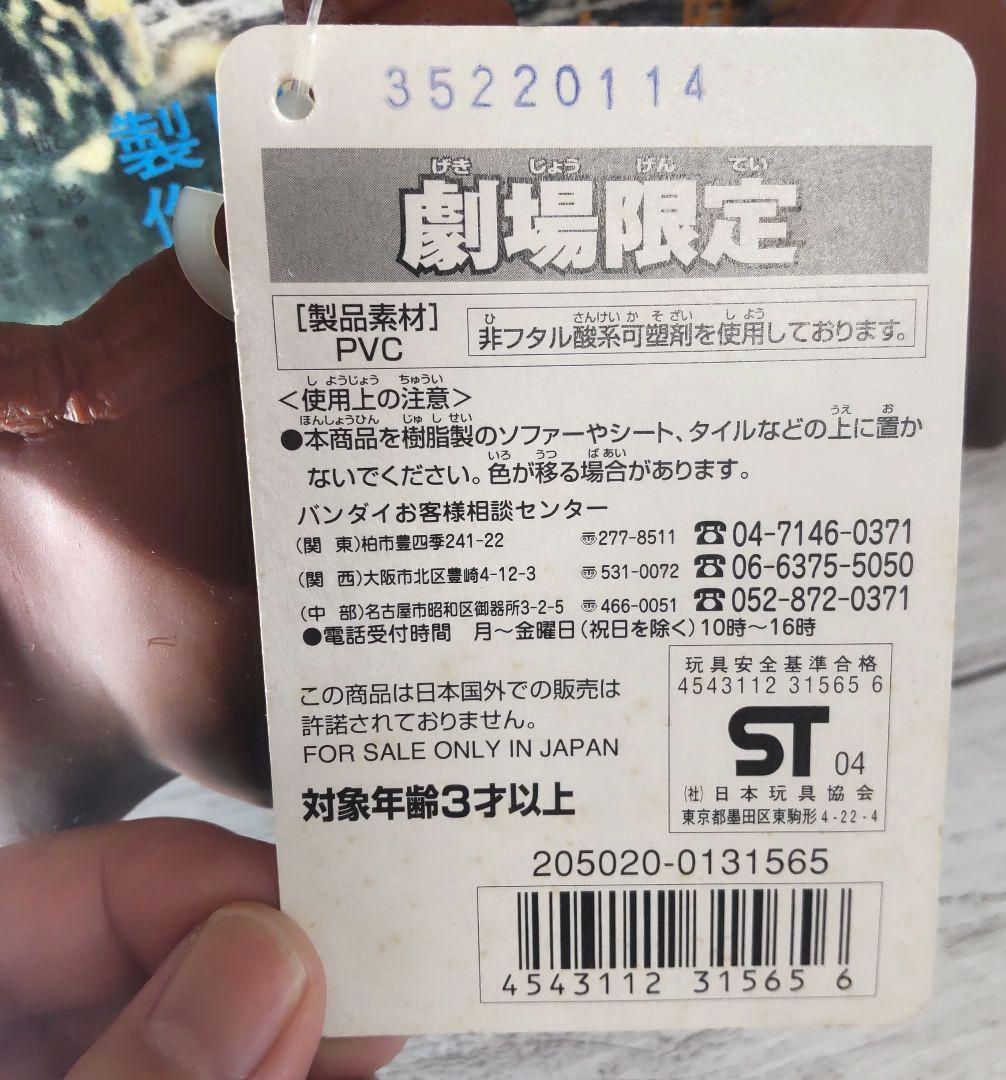 製
作
35220114
げき じょう げん てい
劇場限定
[製品素材]
PVC
ひ さんけい か そざい しよう
非フタル酸系可塑剤を使用しております。
しようじょう ちゅうい
<使用上の注意>
ほんしょうひん じゅしせい うえ お
●本商品を樹脂製のソファーやシート、タイルなどの上に置か
いろ うつ ばあい
ないでください。色が移る場合があります。
バンダイお客様相談センター
(関 東)柏市豊四季241-22 〠277-8511 ☎04-7146-0371
(関 西)大阪市北区豊崎4-12-3 〠531-0072 ☎06-6375-5050
(中 部)名古屋市昭和区御器所3-2-5 〠466-0051 ☎052-872-0371
●電話受付時間 月～金曜日(祝日を除く)10時～16時
この商品は日本国外での販売は
許諾されておりません。
FOR SALE ONLY IN JAPAN
対象年齢3才以上
玩具安全基準合格
4543112 31565 6
ST 04
(社)日本玩具協会
東京都墨田区東駒形4-22-4
205020-0131565
4543112 31565 6